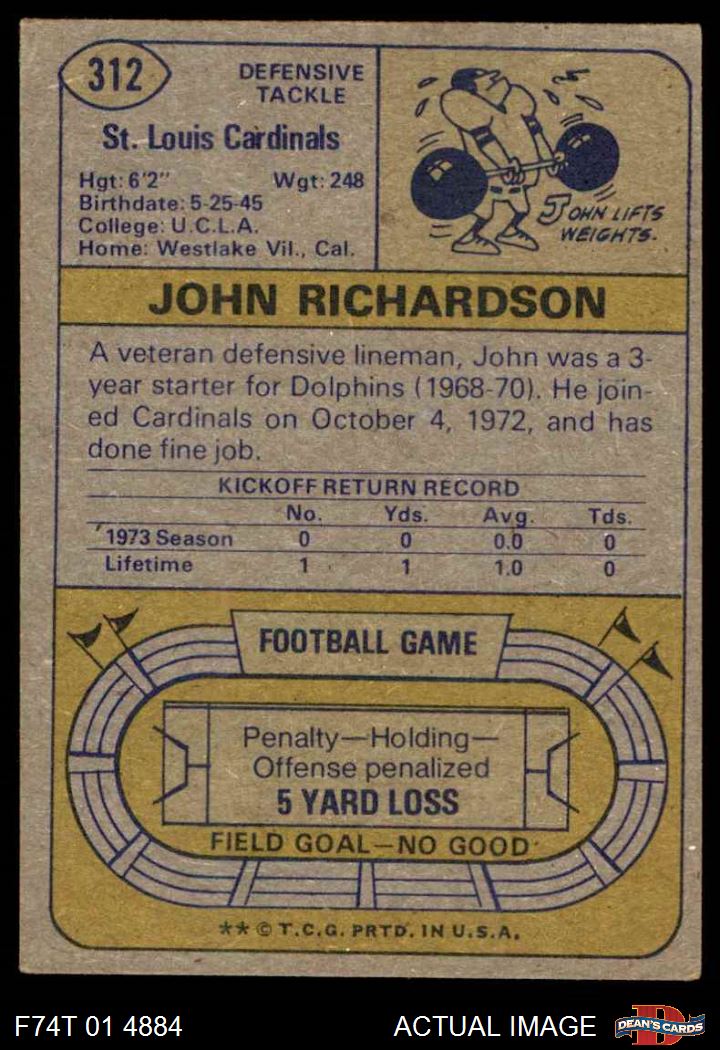 312
DEFENSIVE
TACKLE
St. Louis Cardinals
Hgt: 6'2" Wgt: 248
Birthdate: 5-25-45
College: U.C.L.A.
Home: Westlake Vil., Cal.
JOHN LIFTS
WEIGHTS.
JOHN RICHARDSON
A veteran defensive lineman, John was a 3-
year starter for Dolphins (1968-70). He join-
ed Cardinals on October 4, 1972, and has
done fine job.
KICKOFF RETURN RECORD
No. Yds. Avg. Tds.
1973 Season 0 0 0.0 0
Lifetime 1 1 1.0 0
FOOTBALL GAME
Penalty—Holding—
Offense penalized
5 YARD LOSS
FIELD GOAL—NO GOOD
** © T.C.G. PRTD. IN U.S.A.
F74T 01 4884 ACTUAL IMAGE D DEAN'S CARDS